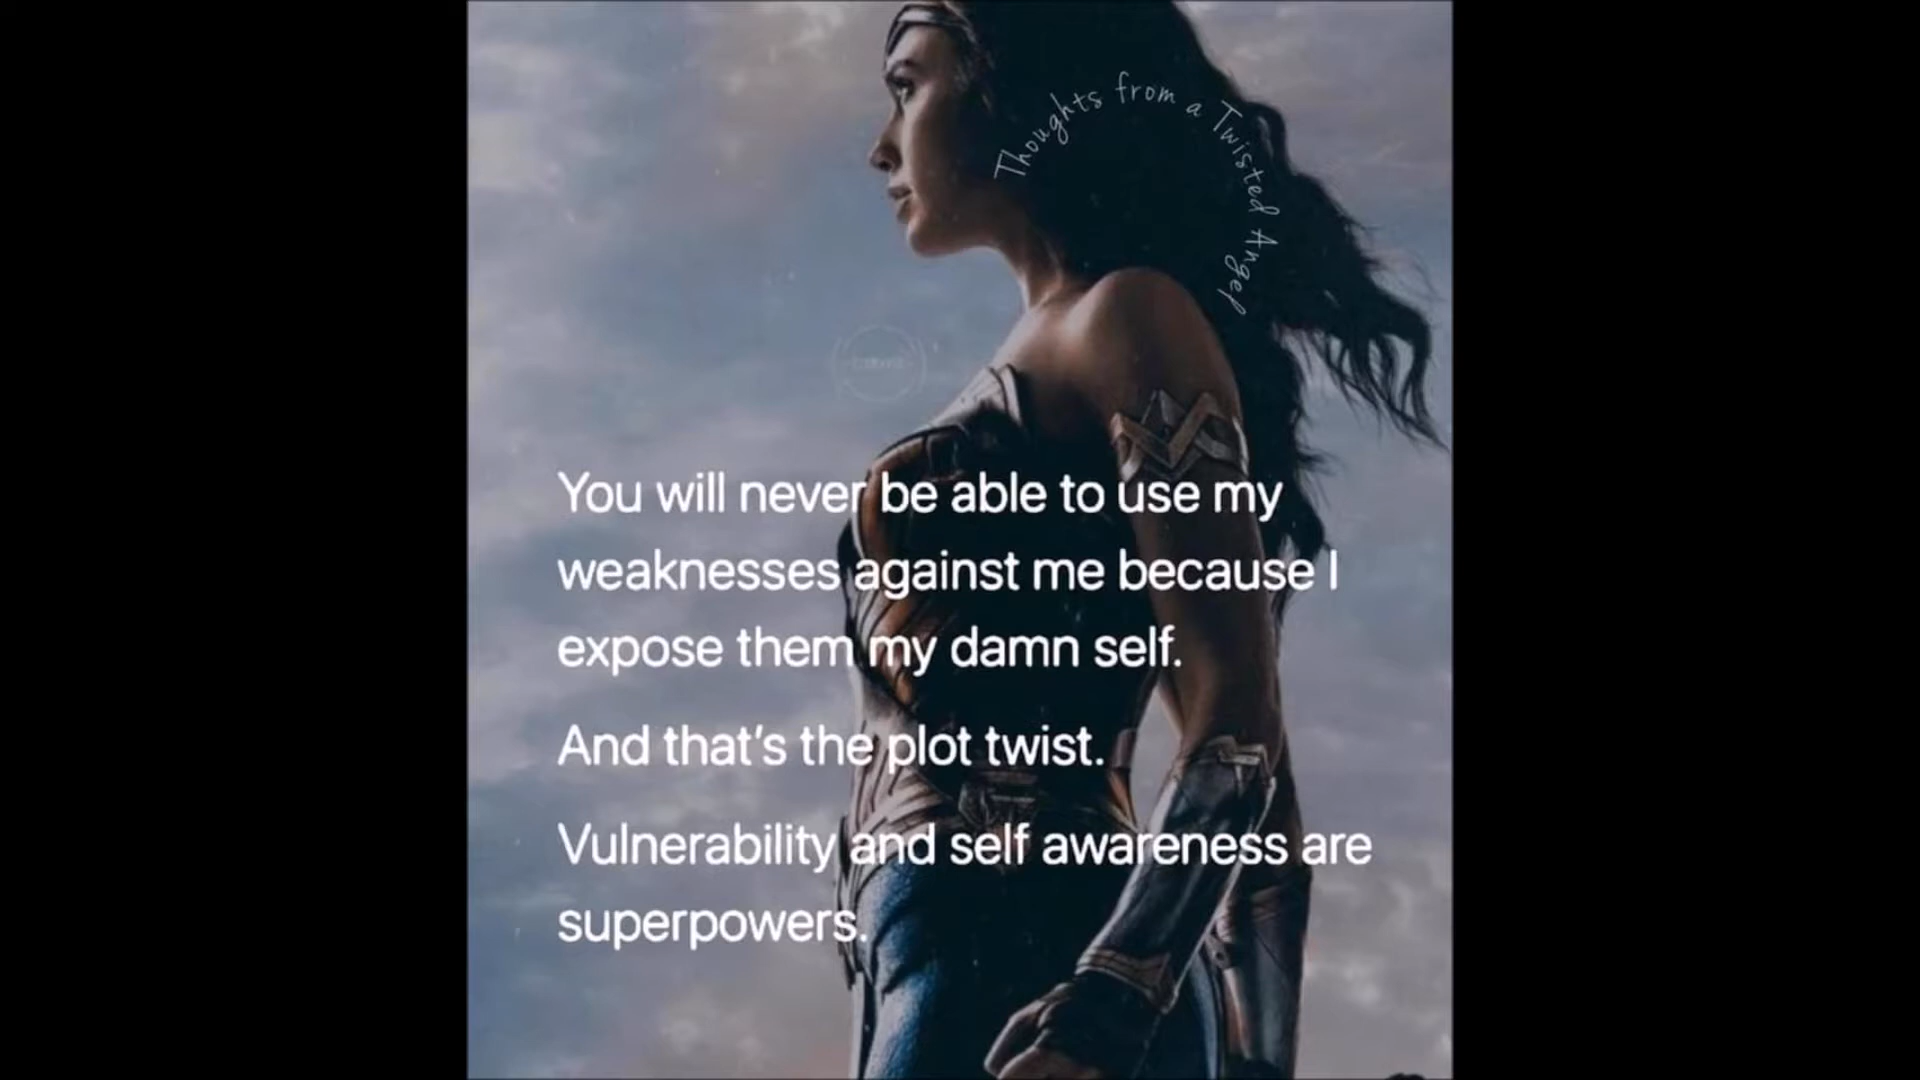 Thoughts from a Twisted Angel
You will never be able to use my
weaknesses against me because I
expose them my damn self.
And that's the plot twist.
Vulnerability and self awareness are
superpowers.